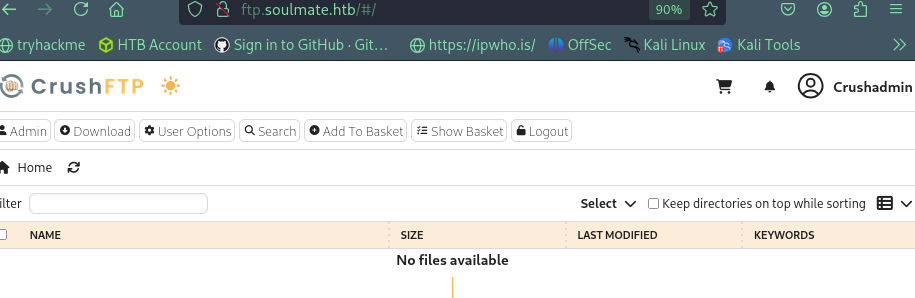 ftp.soulmate.htb/#/ 90%
tryhackme HTB Account Sign in to GitHub · Git… https://ipwho.is/ OffSec Kali Linux Kali Tools
CrushFTP Crushadmin
Admin Download User Options Search Add To Basket Show Basket Logout
Home
ilter Select Keep directories on top while sorting
NAME SIZE LAST MODIFIED KEYWORDS
No files available